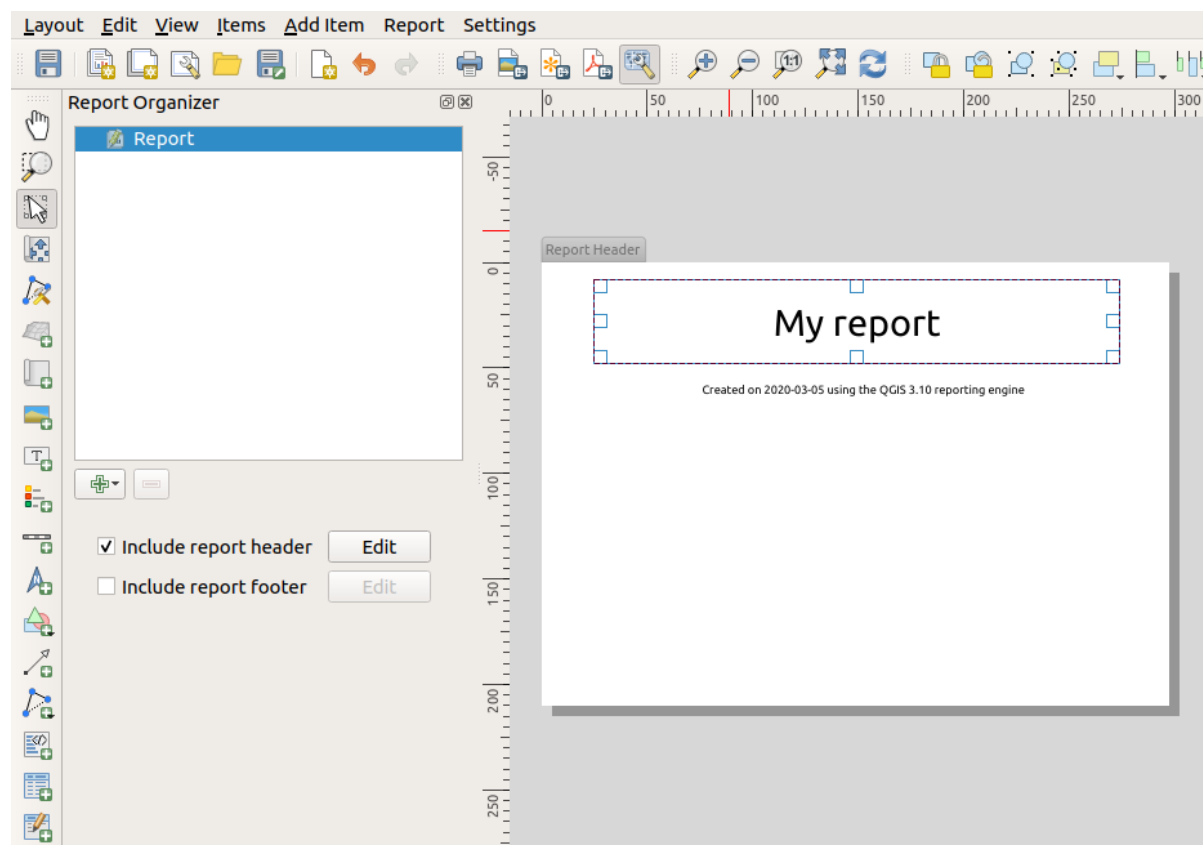 Layout Edit View Items Add Item Report Settings
1:1
Report Organizer
0 50 100 150 200 250 300
Report
-50
Report Header
0
My report
50
Created on 2020-03-05 using the QGIS 3.10 reporting engine
T
100
Include report header Edit
Include report footer Edit
150
200
250